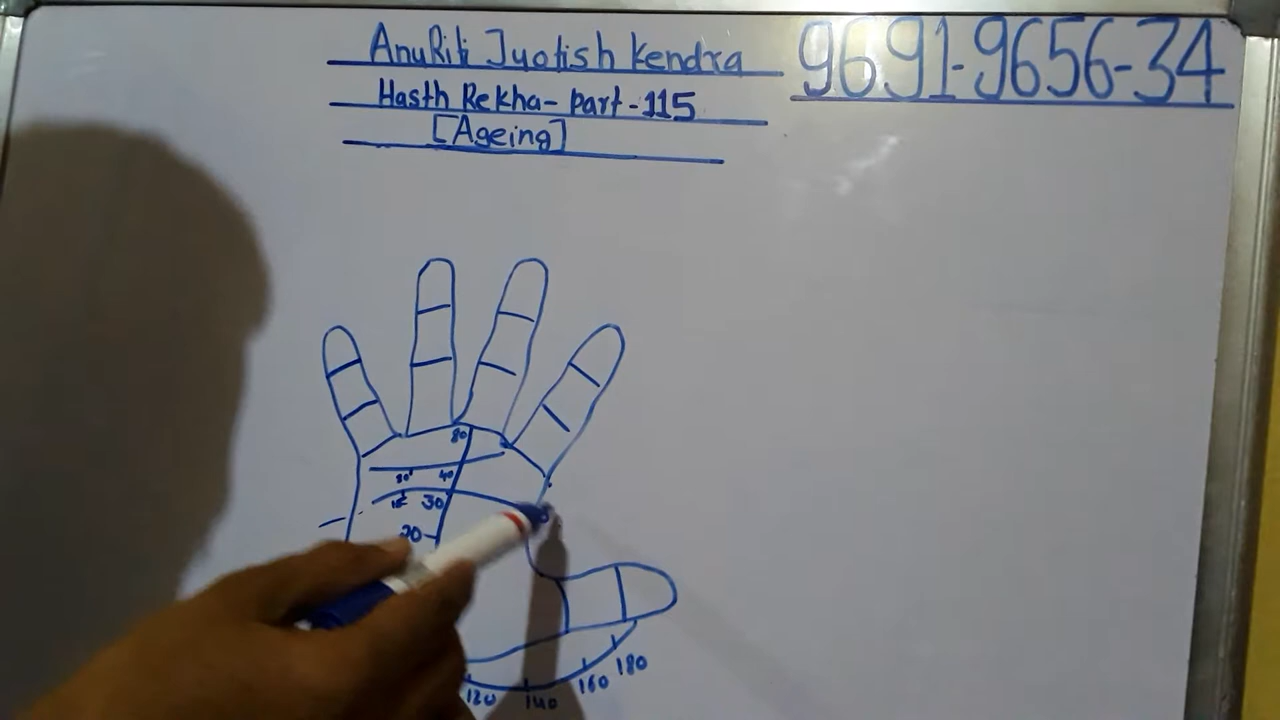 AnuRiti Jyotish Kendra 9691-9656-34
Hasth Rekha- part-115
[Ageing]
80
40
30
20
120
140
160
180